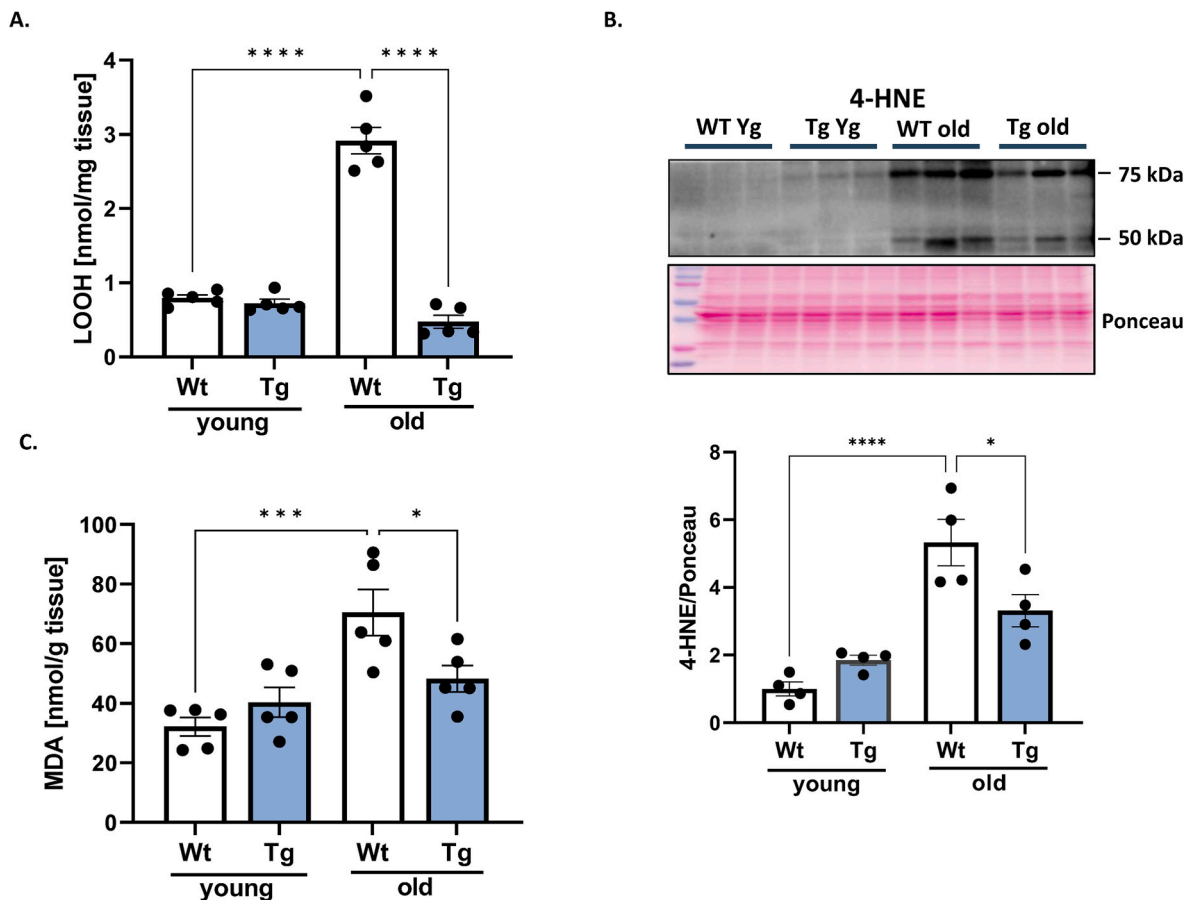 A.
LOOH [nmol/mg tissue]
4
3
2
1
0
**** ****
Wt Tg Wt Tg
young old
B.
4-HNE
WT Yg Tg Yg WT old Tg old
– 75 kDa
– 50 kDa
Ponceau
4-HNE/Ponceau
8
6
4
2
0
**** *
Wt Tg Wt Tg
young old
C.
MDA [nmol/g tissue]
100
80
60
40
20
0
*** *
Wt Tg Wt Tg
young old